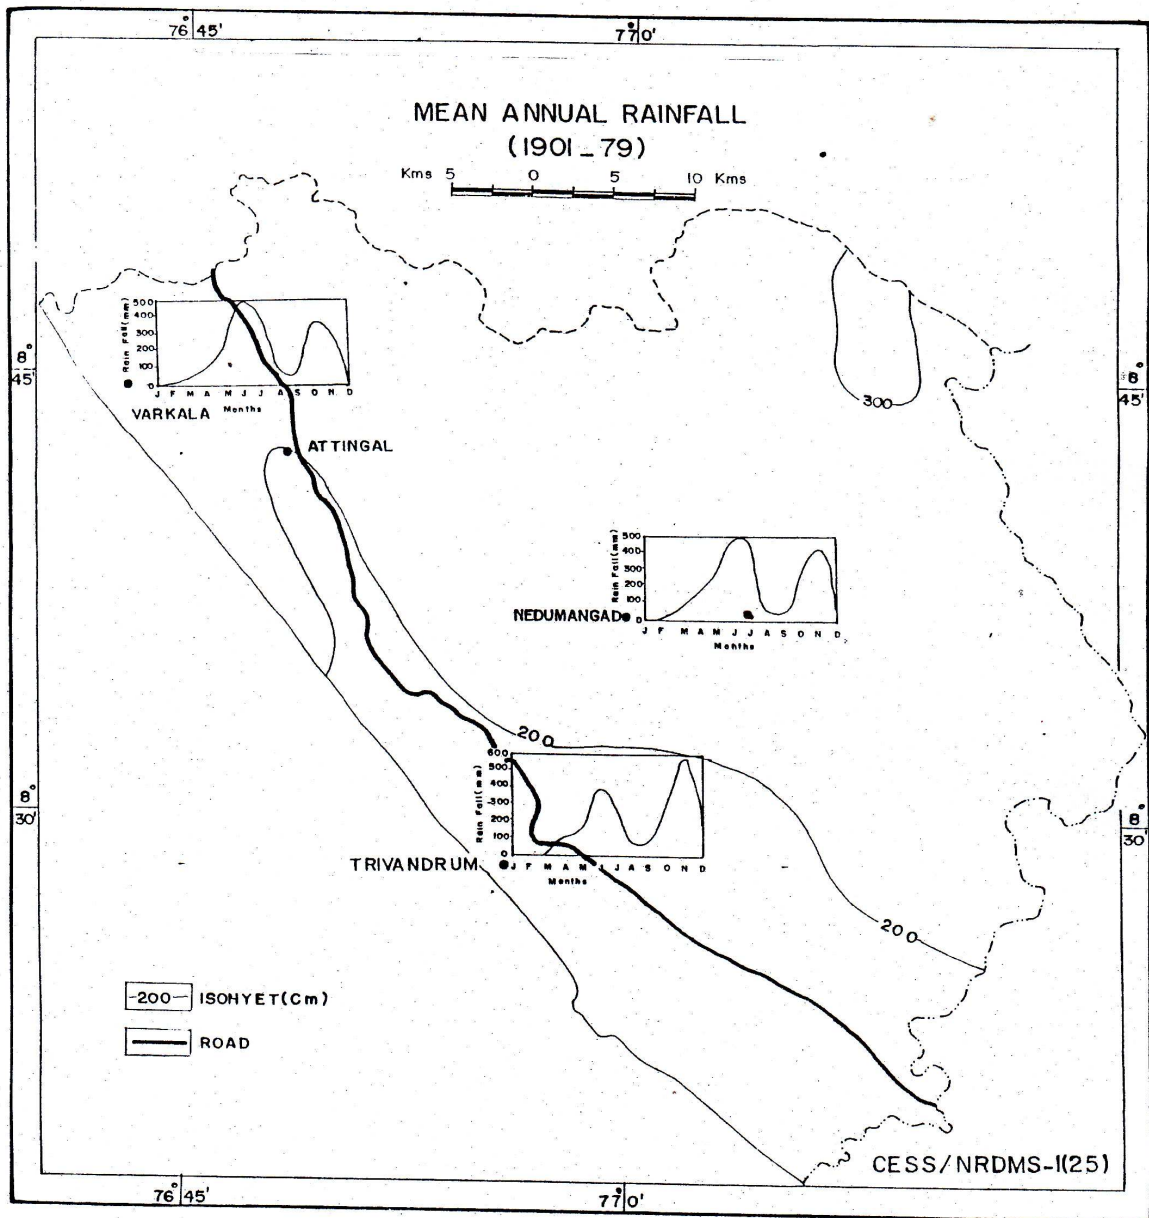 76° 45'
77° 0'
MEAN ANNUAL RAINFALL
(1901_79)
Kms 5 0 5 10 Kms
Rain Fall(mm)
500
400
300
200
100
0
J F M A M J J A S O N D
Months
VARKALA
8° 45'
8° 45'
300
ATTINGAL
Rain Fall(mm)
500
400
300
200
100
0
NEDUMANGAD
J F M A M J J A S O N D
Months
200
Rain Fall(mm)
600
500
400
300
200
100
0
TRIVANDRUM
J F M A M J J A S O N D
Months
8° 30'
8° 30'
200
-200- ISOHYET(Cm)
ROAD
CESS/NRDMS-1(25)
76° 45'
77° 0'